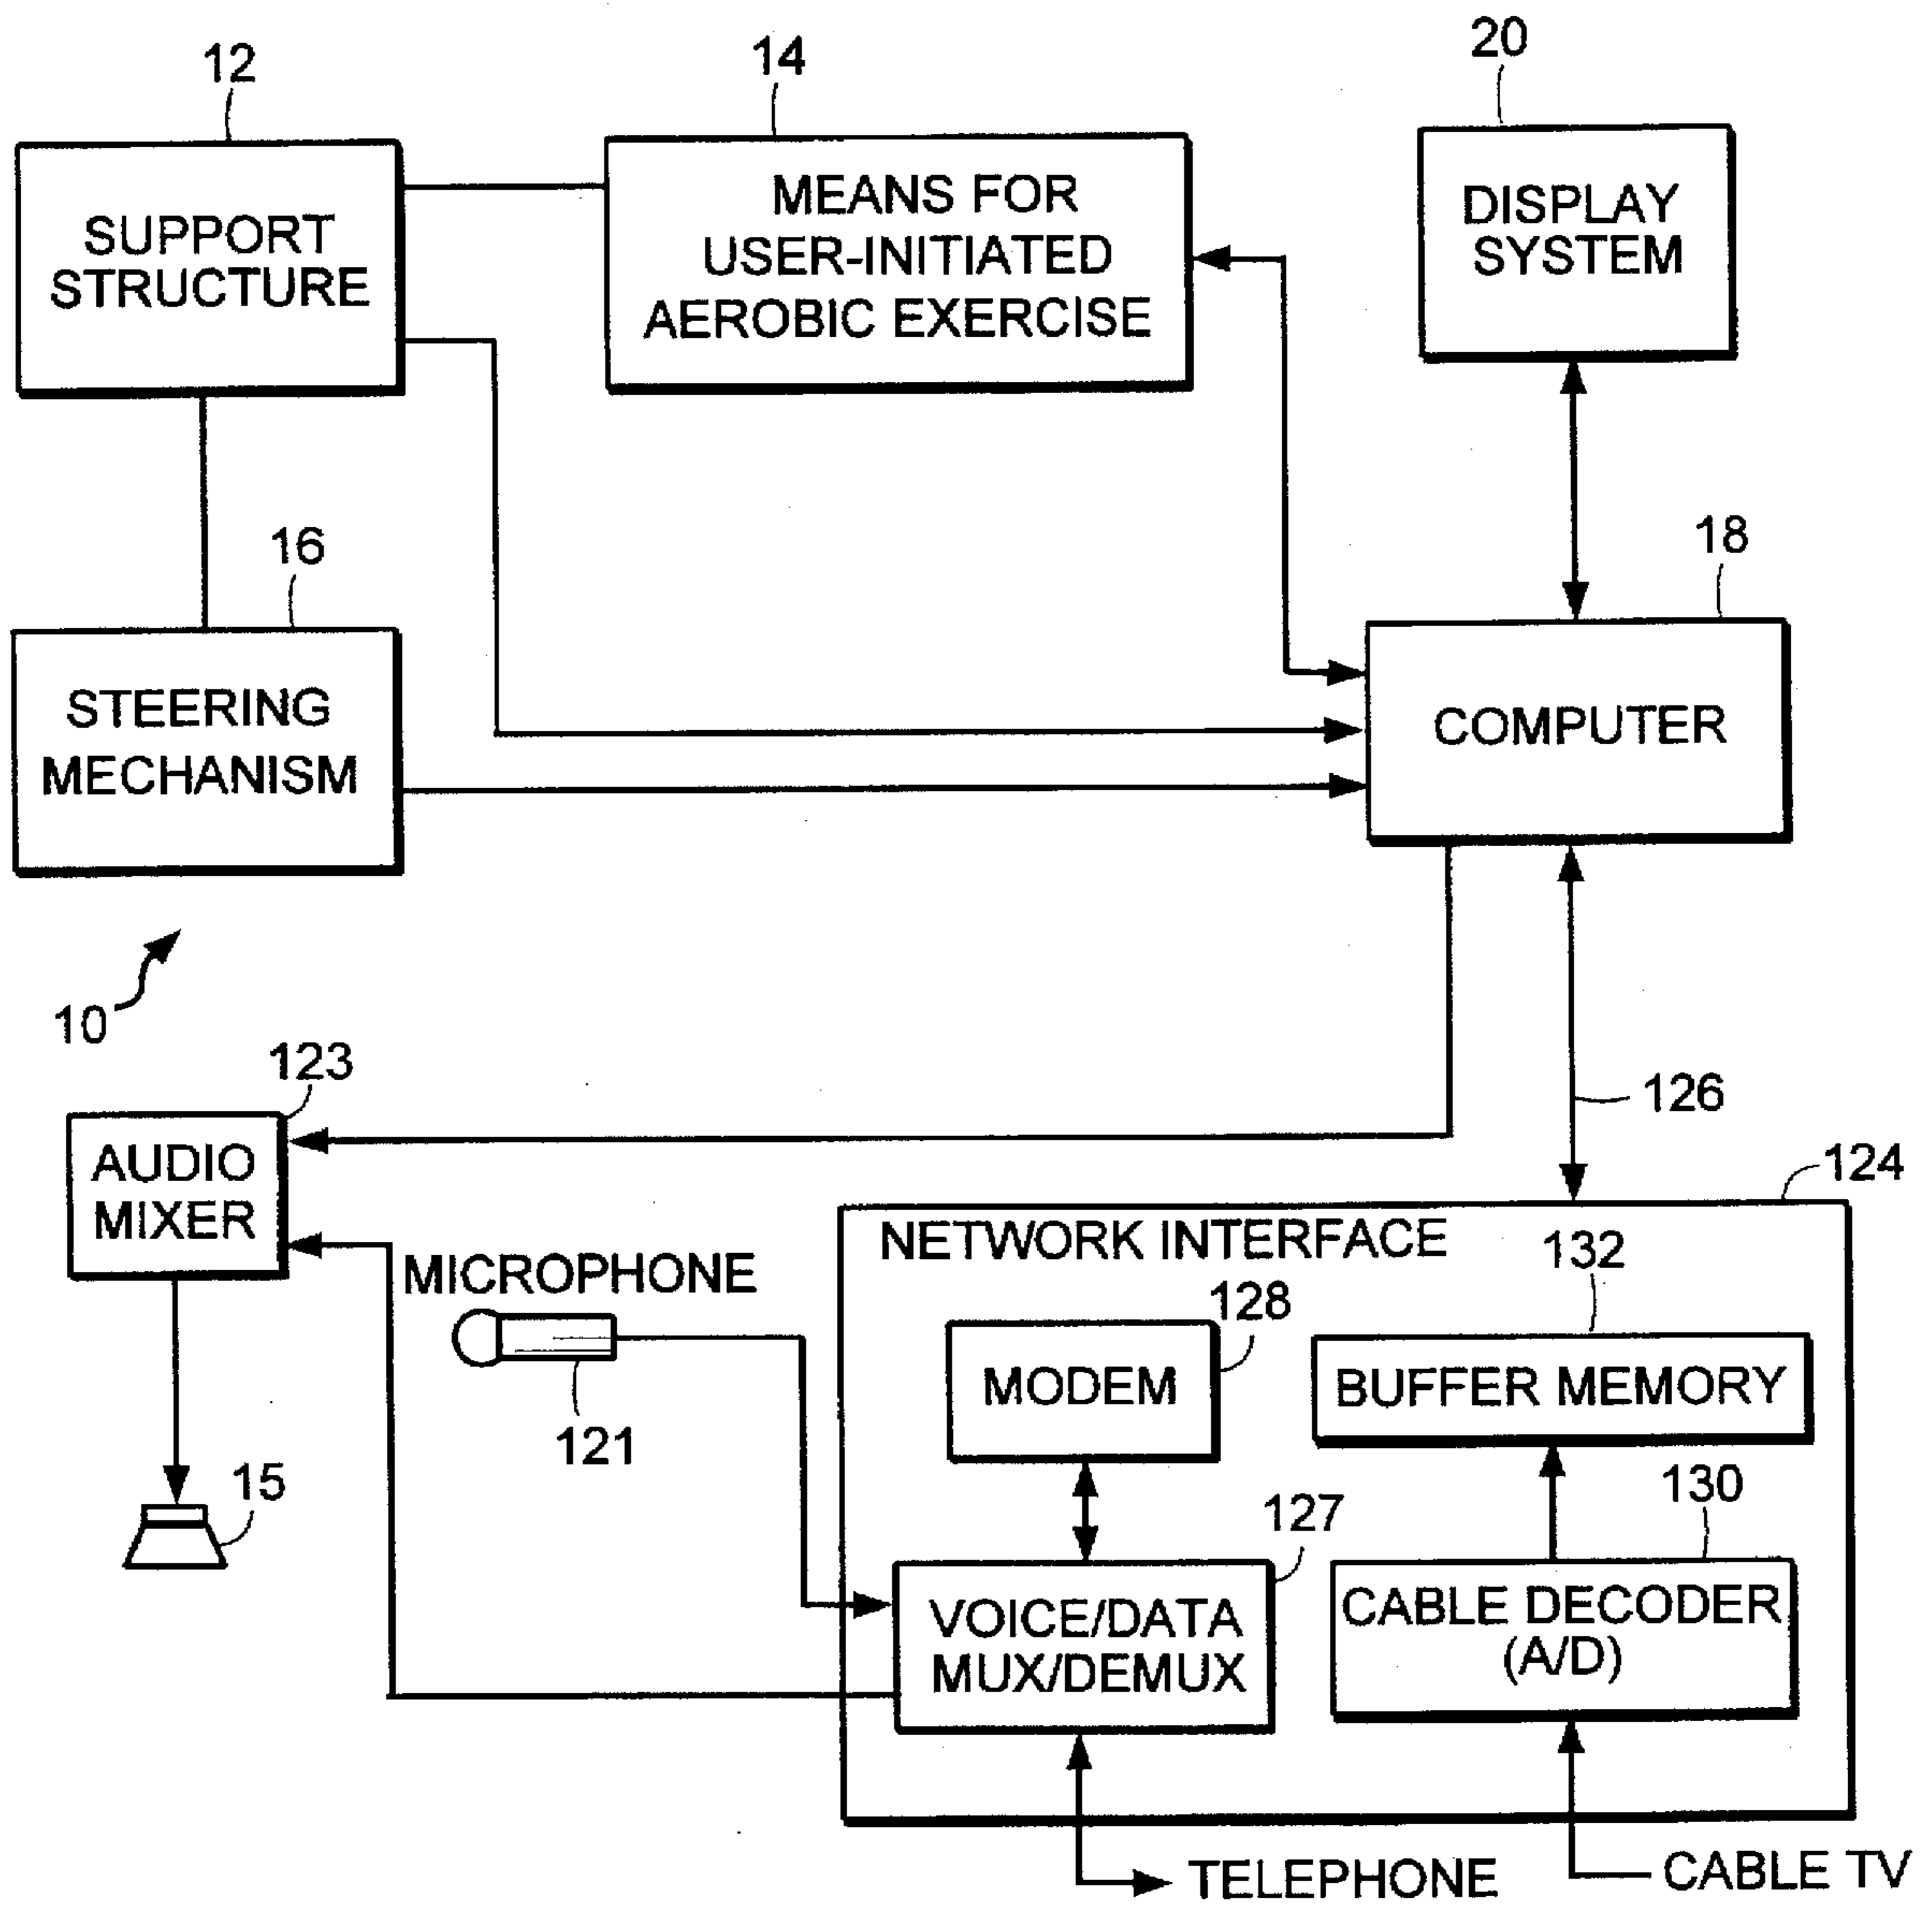 12
14
20
SUPPORT
STRUCTURE
MEANS FOR
USER-INITIATED
AEROBIC EXERCISE
DISPLAY
SYSTEM
16
18
STEERING
MECHANISM
COMPUTER
10
123
126
124
AUDIO
MIXER
MICROPHONE
121
15
NETWORK INTERFACE
132
128
MODEM
BUFFER MEMORY
130
127
VOICE/DATA
MUX/DEMUX
CABLE DECODER
(A/D)
TELEPHONE
CABLE TV